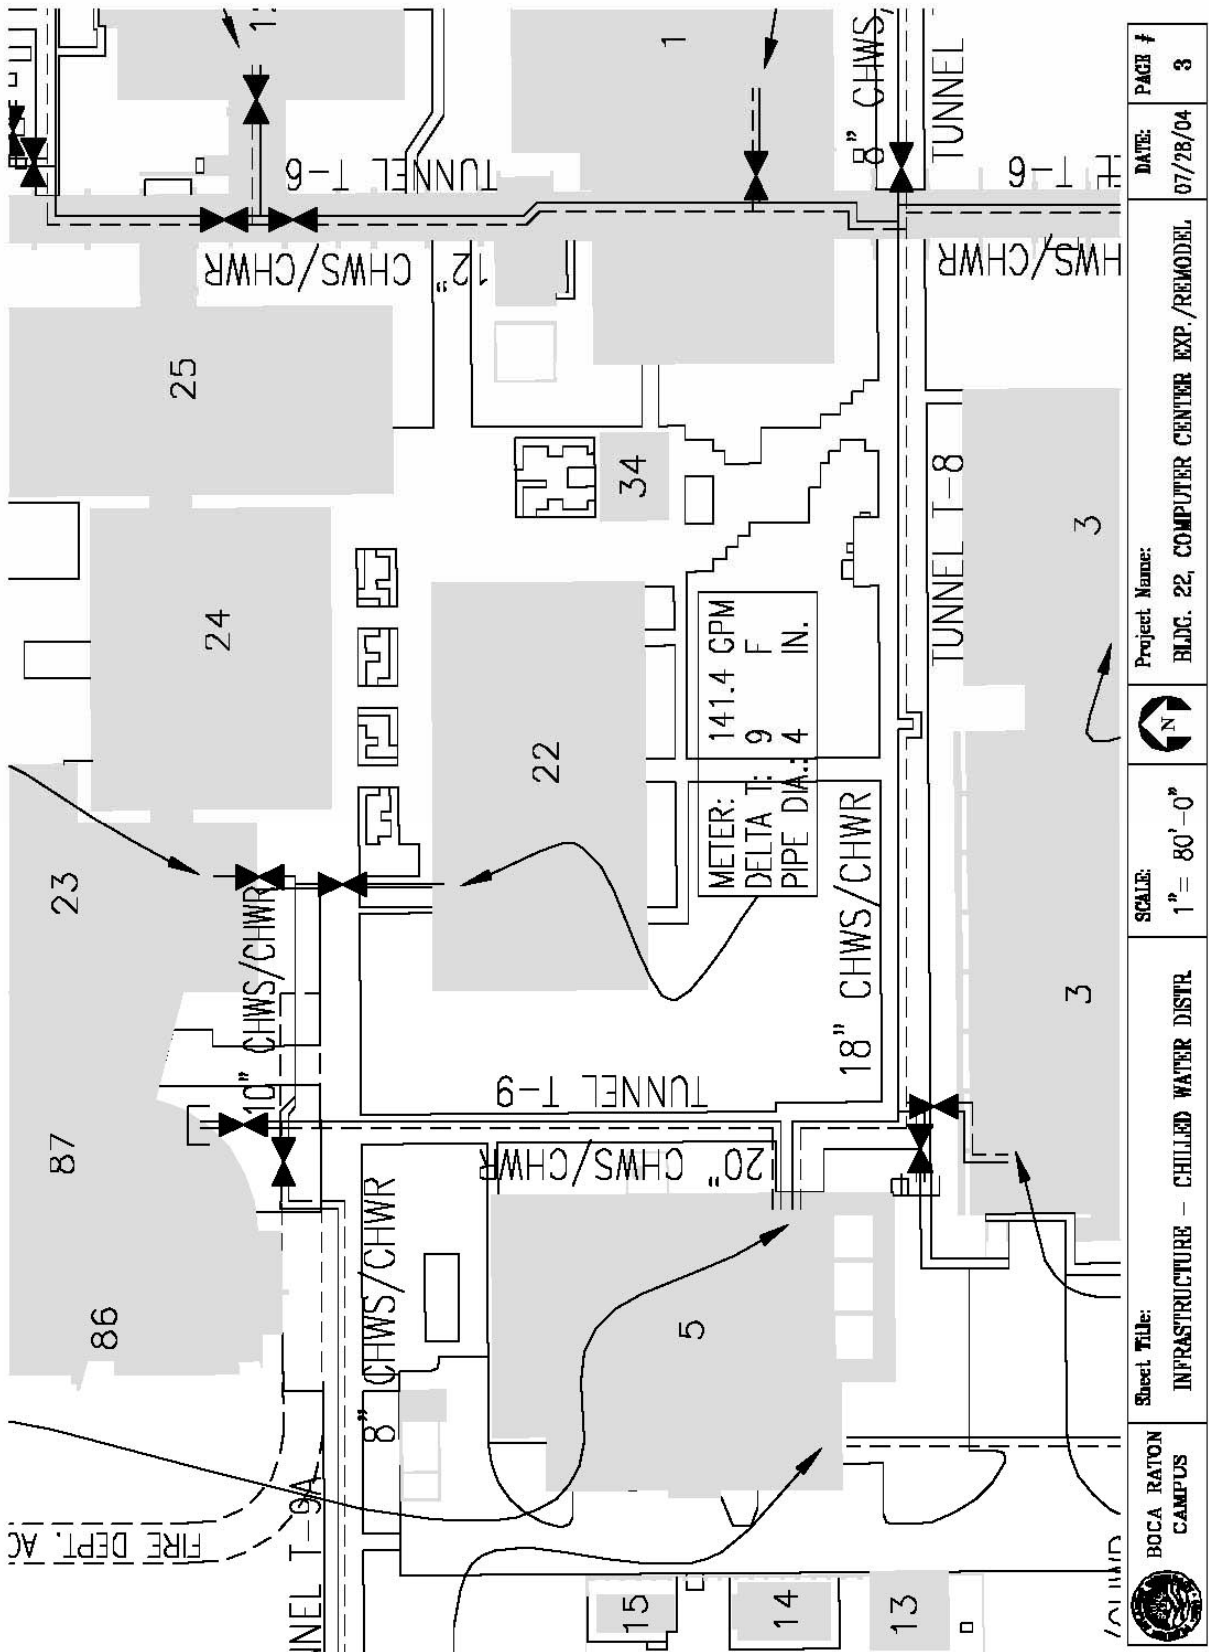 FIRE DEPT. AC
86
87
23
24
25
12
TUNNEL T-6
12" CHWS/CHWR
10" CHWS/CHWR
NEL T-9A
8" CHWS/CHWR
20" CHWS/CHWR
TUNNEL T-9
22
34
1
METER: 141.4 GPM
DELTA T: 9 F
PIPE DIA.: 4 IN.
15
14
13
5
18" CHWS/CHWR
8" CHWS/
TUNNEL
TUNNEL T-8
T-6
HWS/CHWR
3
3
BOCA RATON
CAMPUS
Sheet Title:
INFRASTRUCTURE - CHILLED WATER DISTR.
SCALE:
1"= 80'-0"
N
Project Name:
BLDG. 22, COMPUTER CENTER EXP./REMODEL
DATE:
07/28/04
PAGE #
3